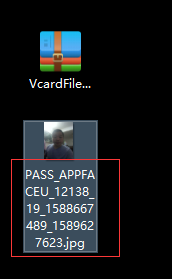 VcardFile...
PASS_APPFA
CEU_12138_
19_1588667
489_158962
7623.jpg